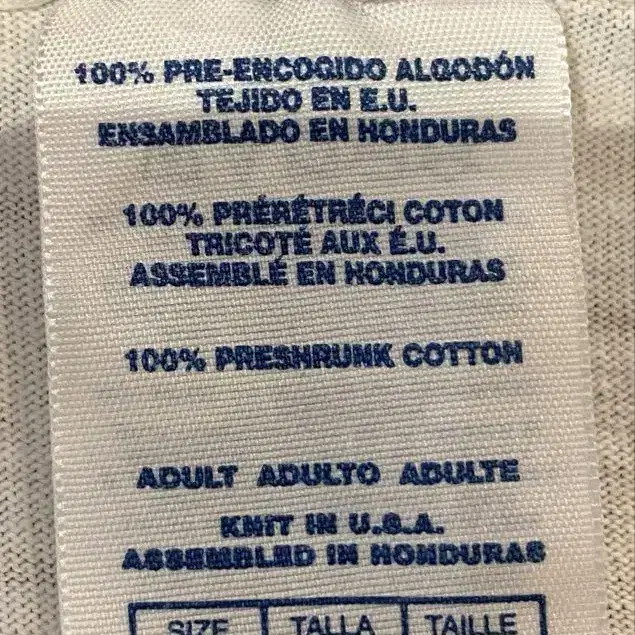 100% PRE-ENCOGIDO ALGODÓN
TEJIDO EN E.U.
ENSAMBLADO EN HONDURAS
100% PRÉRÉTRÉCI COTON
TRICOTÉ AUX É.U.
ASSEMBLÉ EN HONDURAS
100% PRESHRUNK COTTON
ADULT ADULTO ADULTE
KNIT IN U.S.A.
ASSEMBLED IN HONDURAS
SIZE TALLA TAILLE